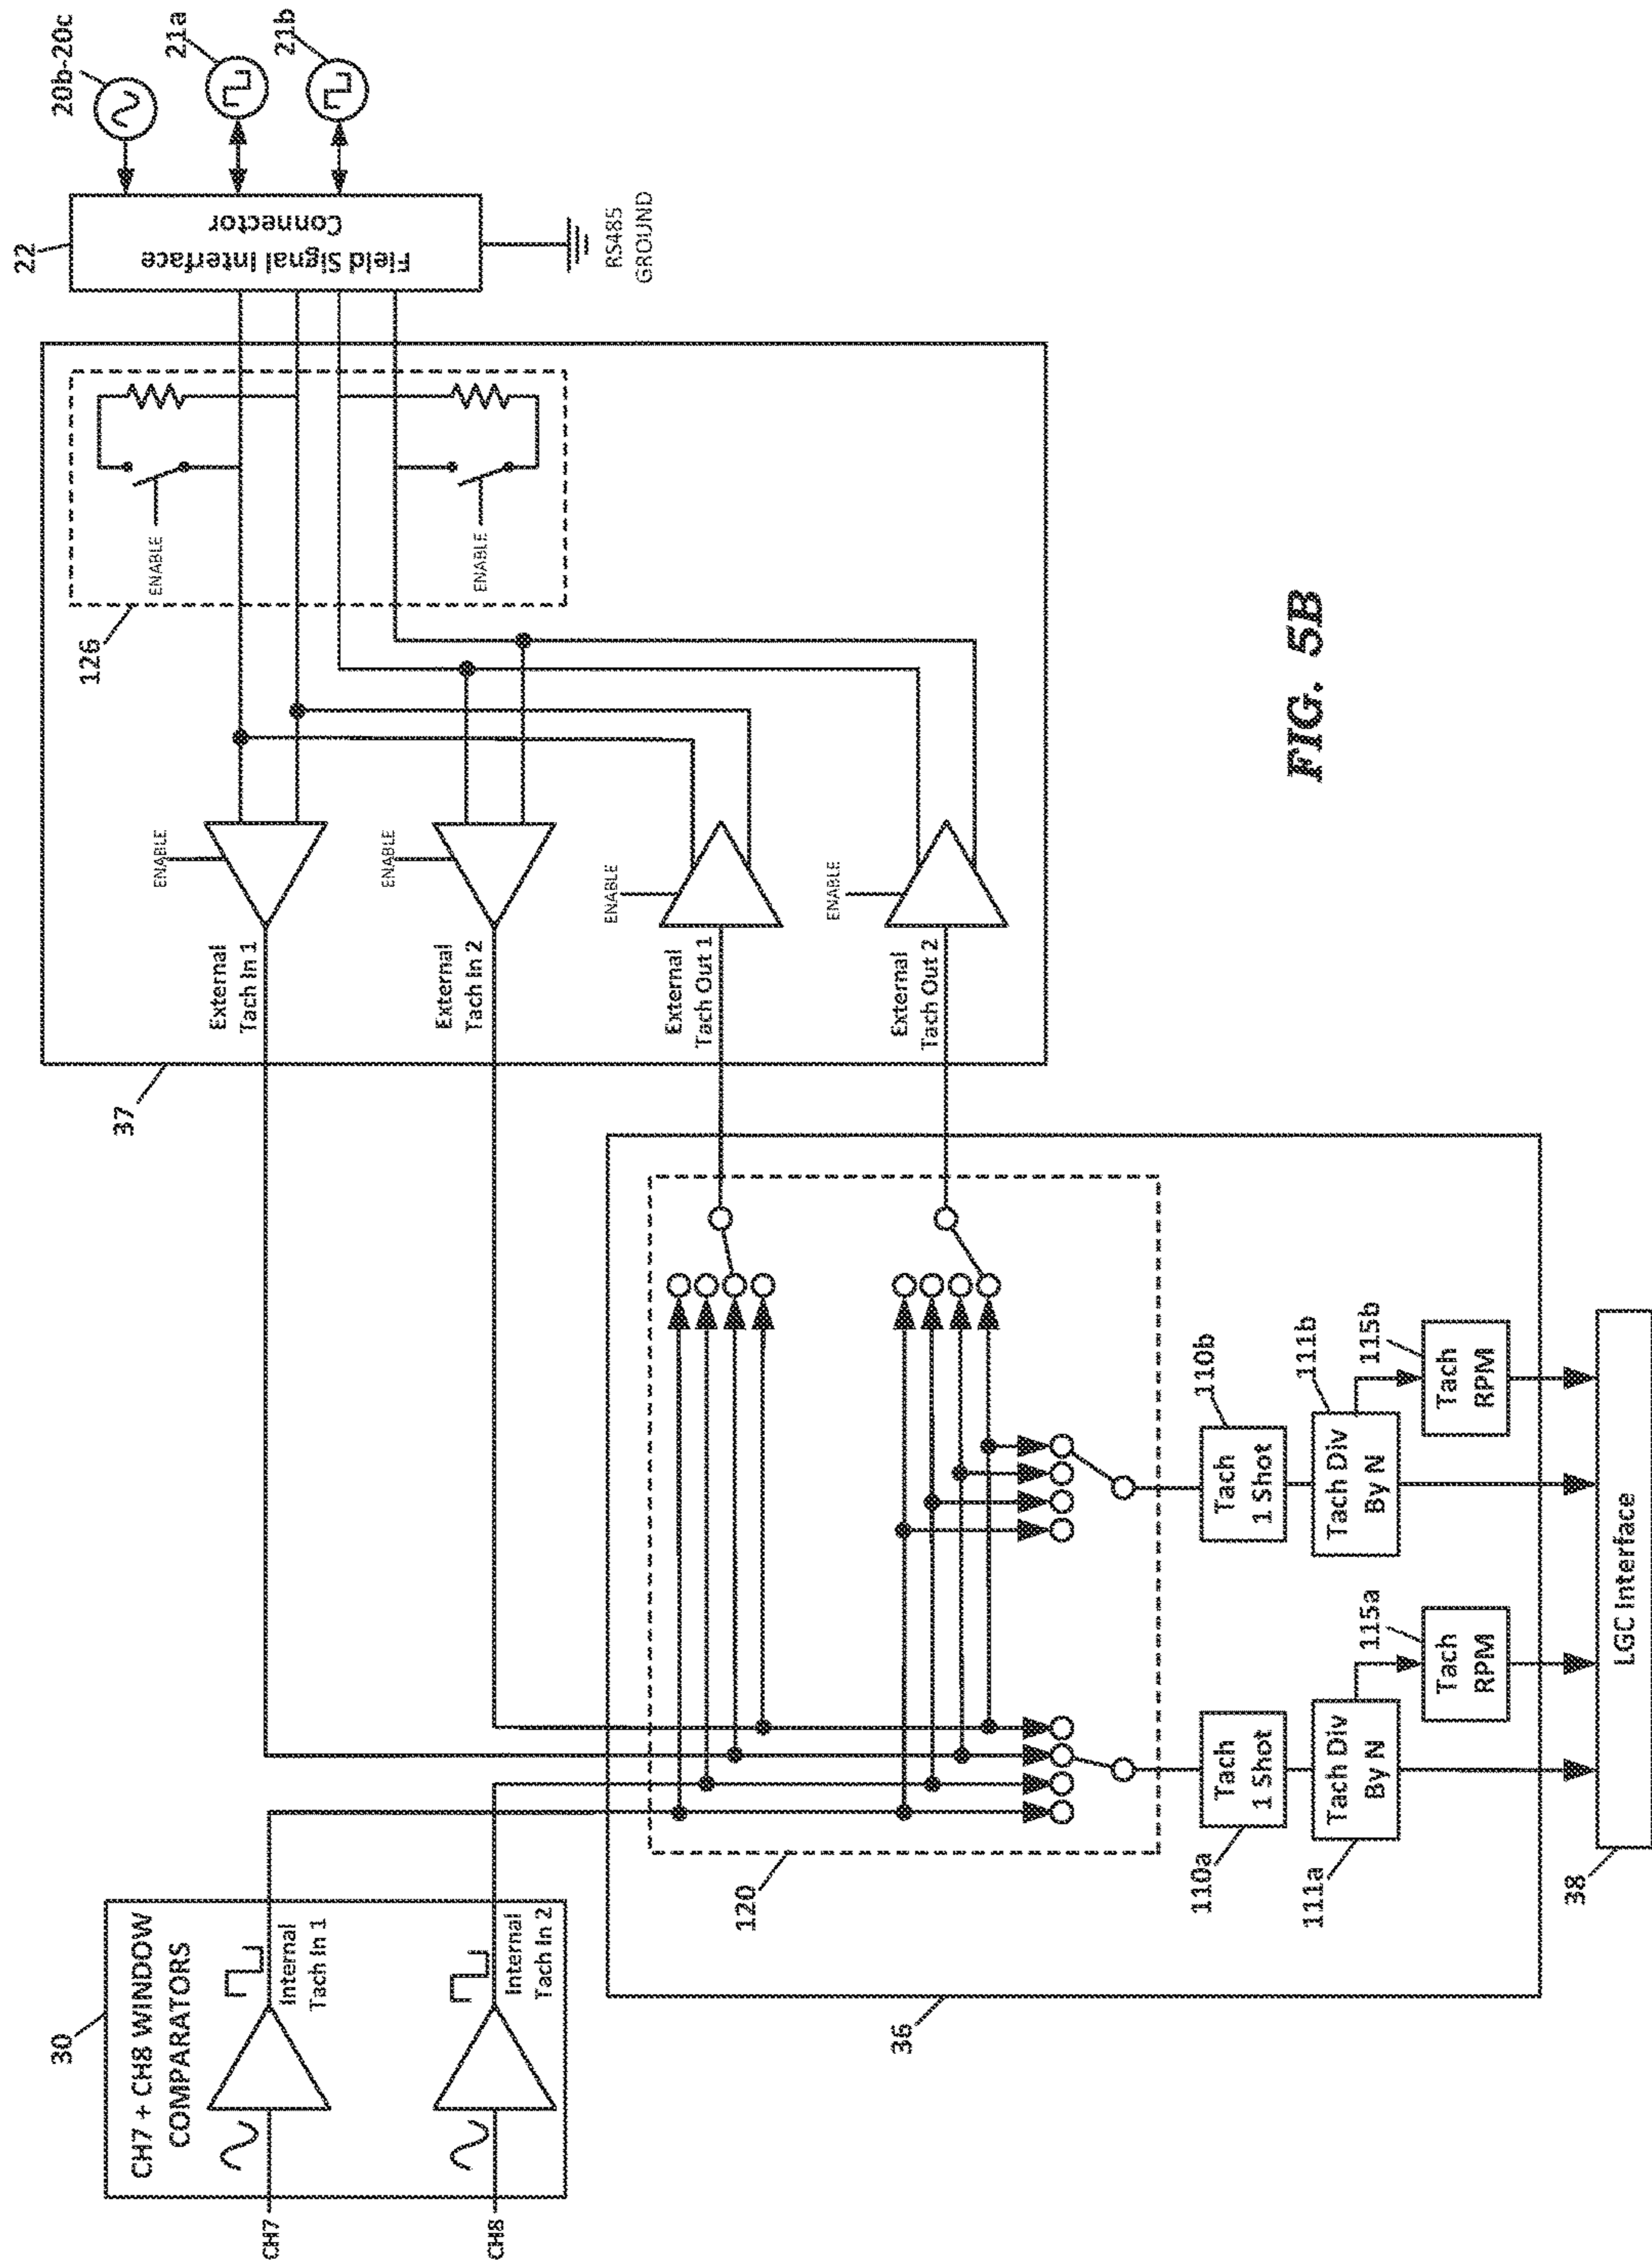 30
CH7 + CH8 WINDOW
COMPARATORS
CH7
Internal
Tach In 1
CH8
Internal
Tach In 2
37
External
Tach In 1
ENABLE
External
Tach In 2
ENABLE
External
Tach Out 1
ENABLE
External
Tach Out 2
ENABLE
126
ENABLE
ENABLE
22
Field Signal Interface
Connector
20b-20c
21a
21b
RS485
GROUND
36
120
110a
Tach
1 Shot
110b
Tach
1 Shot
111a
Tach Div
By N
115a
Tach
RPM
111b
Tach Div
By N
115b
Tach
RPM
38
LGC Interface
FIG. 5B